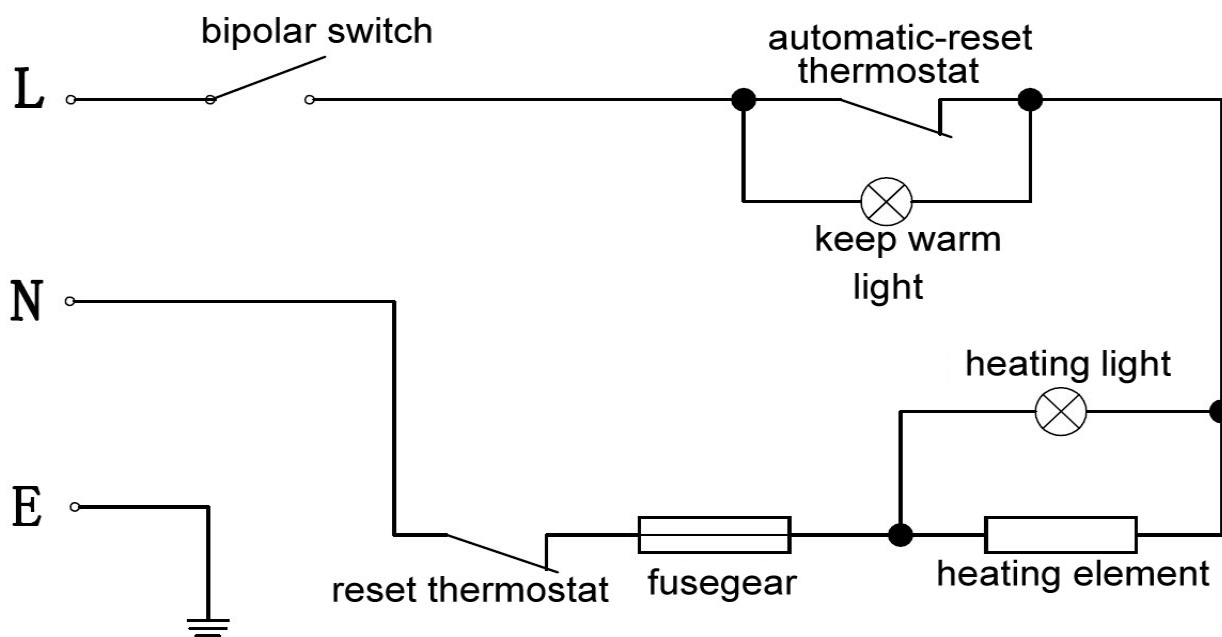 bipolar switch
automatic-reset
thermostat
L
keep warm
light
N
heating light
E
reset thermostat
fusegear
heating element